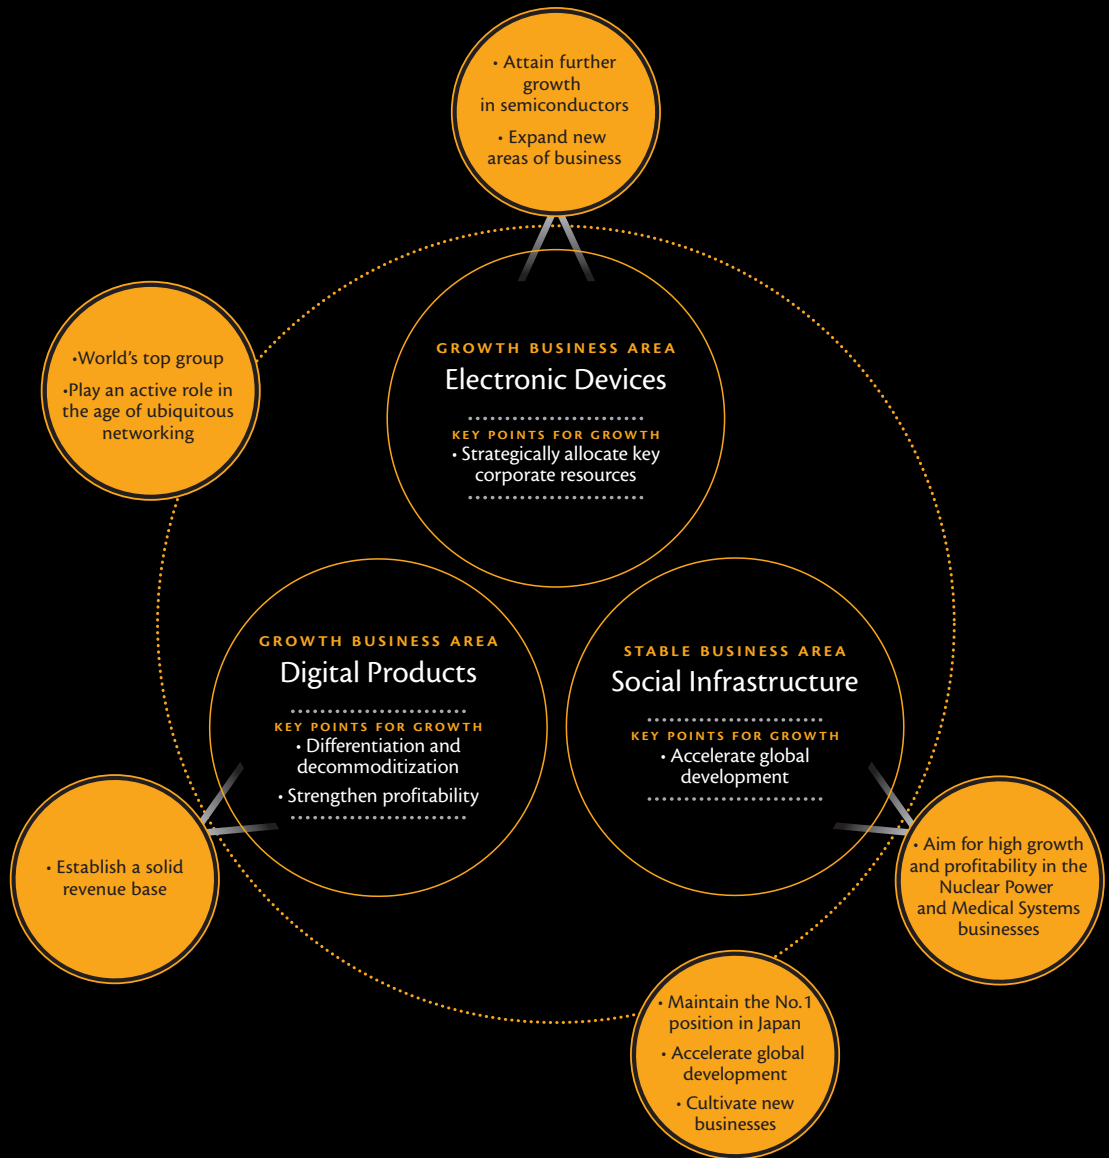 • Attain further
growth
in semiconductors
• Expand new
areas of business
•World's top group
•Play an active role in
the age of ubiquitous
networking
GROWTH BUSINESS AREA
Electronic Devices
KEY POINTS FOR GROWTH
• Strategically allocate key
corporate resources
GROWTH BUSINESS AREA
Digital Products
KEY POINTS FOR GROWTH
• Differentiation and
decommoditization
• Strengthen profitability
STABLE BUSINESS AREA
Social Infrastructure
KEY POINTS FOR GROWTH
• Accelerate global
development
• Establish a solid
revenue base
• Aim for high growth
and profitability in the
Nuclear Power
and Medical Systems
businesses
• Maintain the No.1
position in Japan
• Accelerate global
development
• Cultivate new
businesses